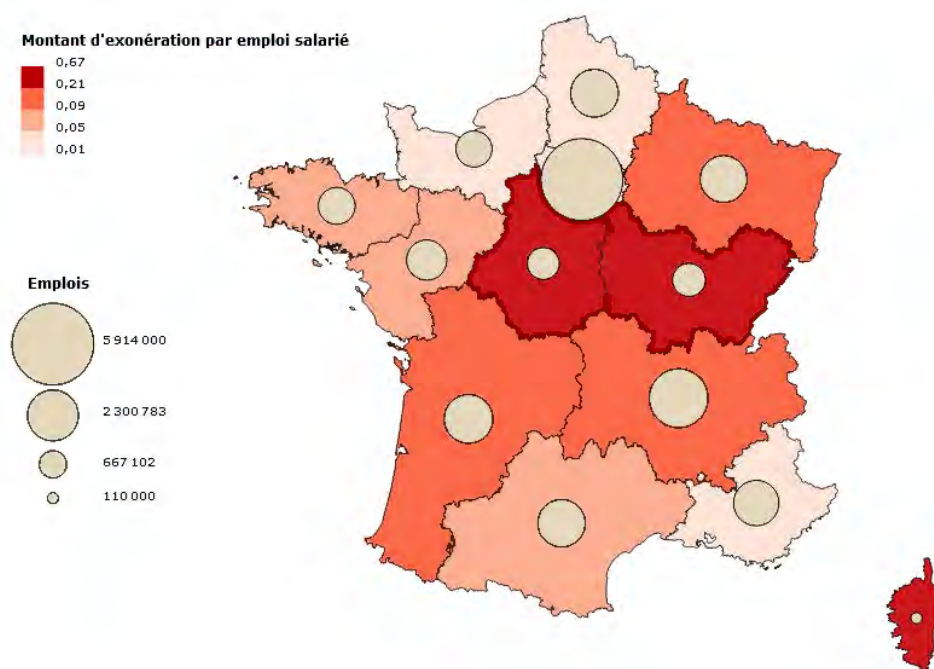 Montant d'exonération par emploi salarié
0,67
0,21
0,09
0,05
0,01
Emplois
5 914 000
2 300 783
667 102
110 000